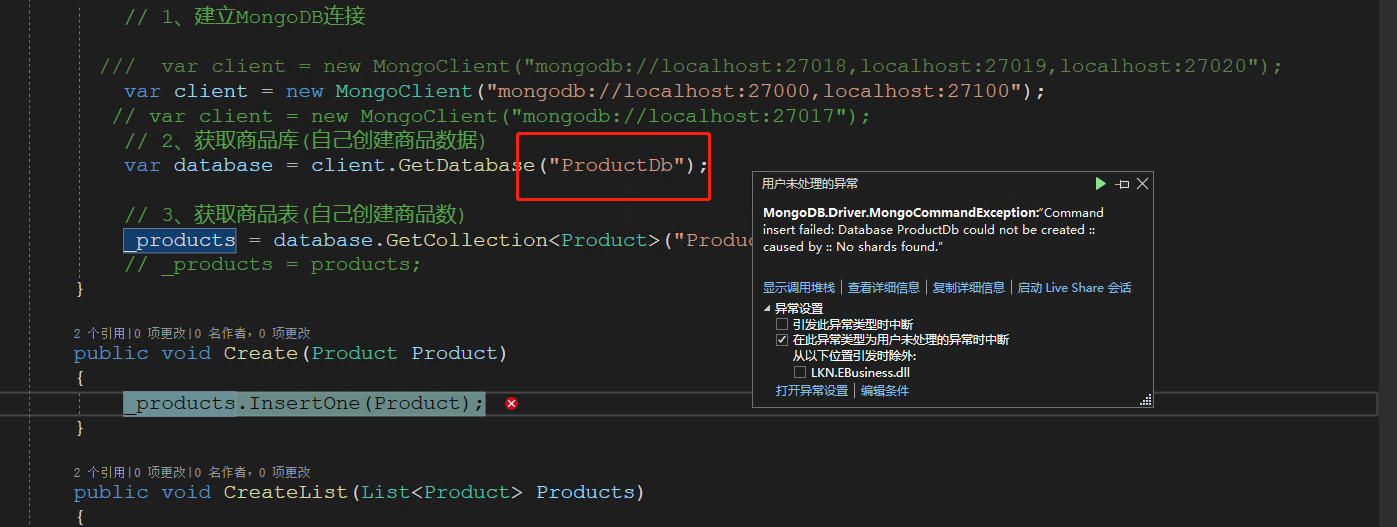 // 1、建立MongoDB连接
///  var client = new MongoClient("mongodb://localhost:27018,localhost:27019,localhost:27020");
var client = new MongoClient("mongodb://localhost:27000,localhost:27100");
// var client = new MongoClient("mongodb://localhost:27017");
// 2、获取商品库(自己创建商品数据)
var database = client.GetDatabase("ProductDb");
// 3、获取商品表(自己创建商品数)
_products = database.GetCollection<Product>("Produc
// _products = products;
}
2 个引用|0 项更改|0 名作者，0 项更改
public void Create(Product Product)
{
_products.InsertOne(Product);
}
2 个引用|0 项更改|0 名作者，0 项更改
public void CreateList(List<Product> Products)
{
用户未处理的异常
MongoDB.Driver.MongoCommandException:“Command
insert failed: Database ProductDb could not be created ::
caused by :: No shards found.”
显示调用堆栈 | 查看详细信息 | 复制详细信息 | 启动 Live Share 会话
异常设置
引发此异常类型时中断
在此异常类型为用户未处理的异常时中断
从以下位置引发时除外:
LKN.EBusiness.dll
打开异常设置 | 编辑条件